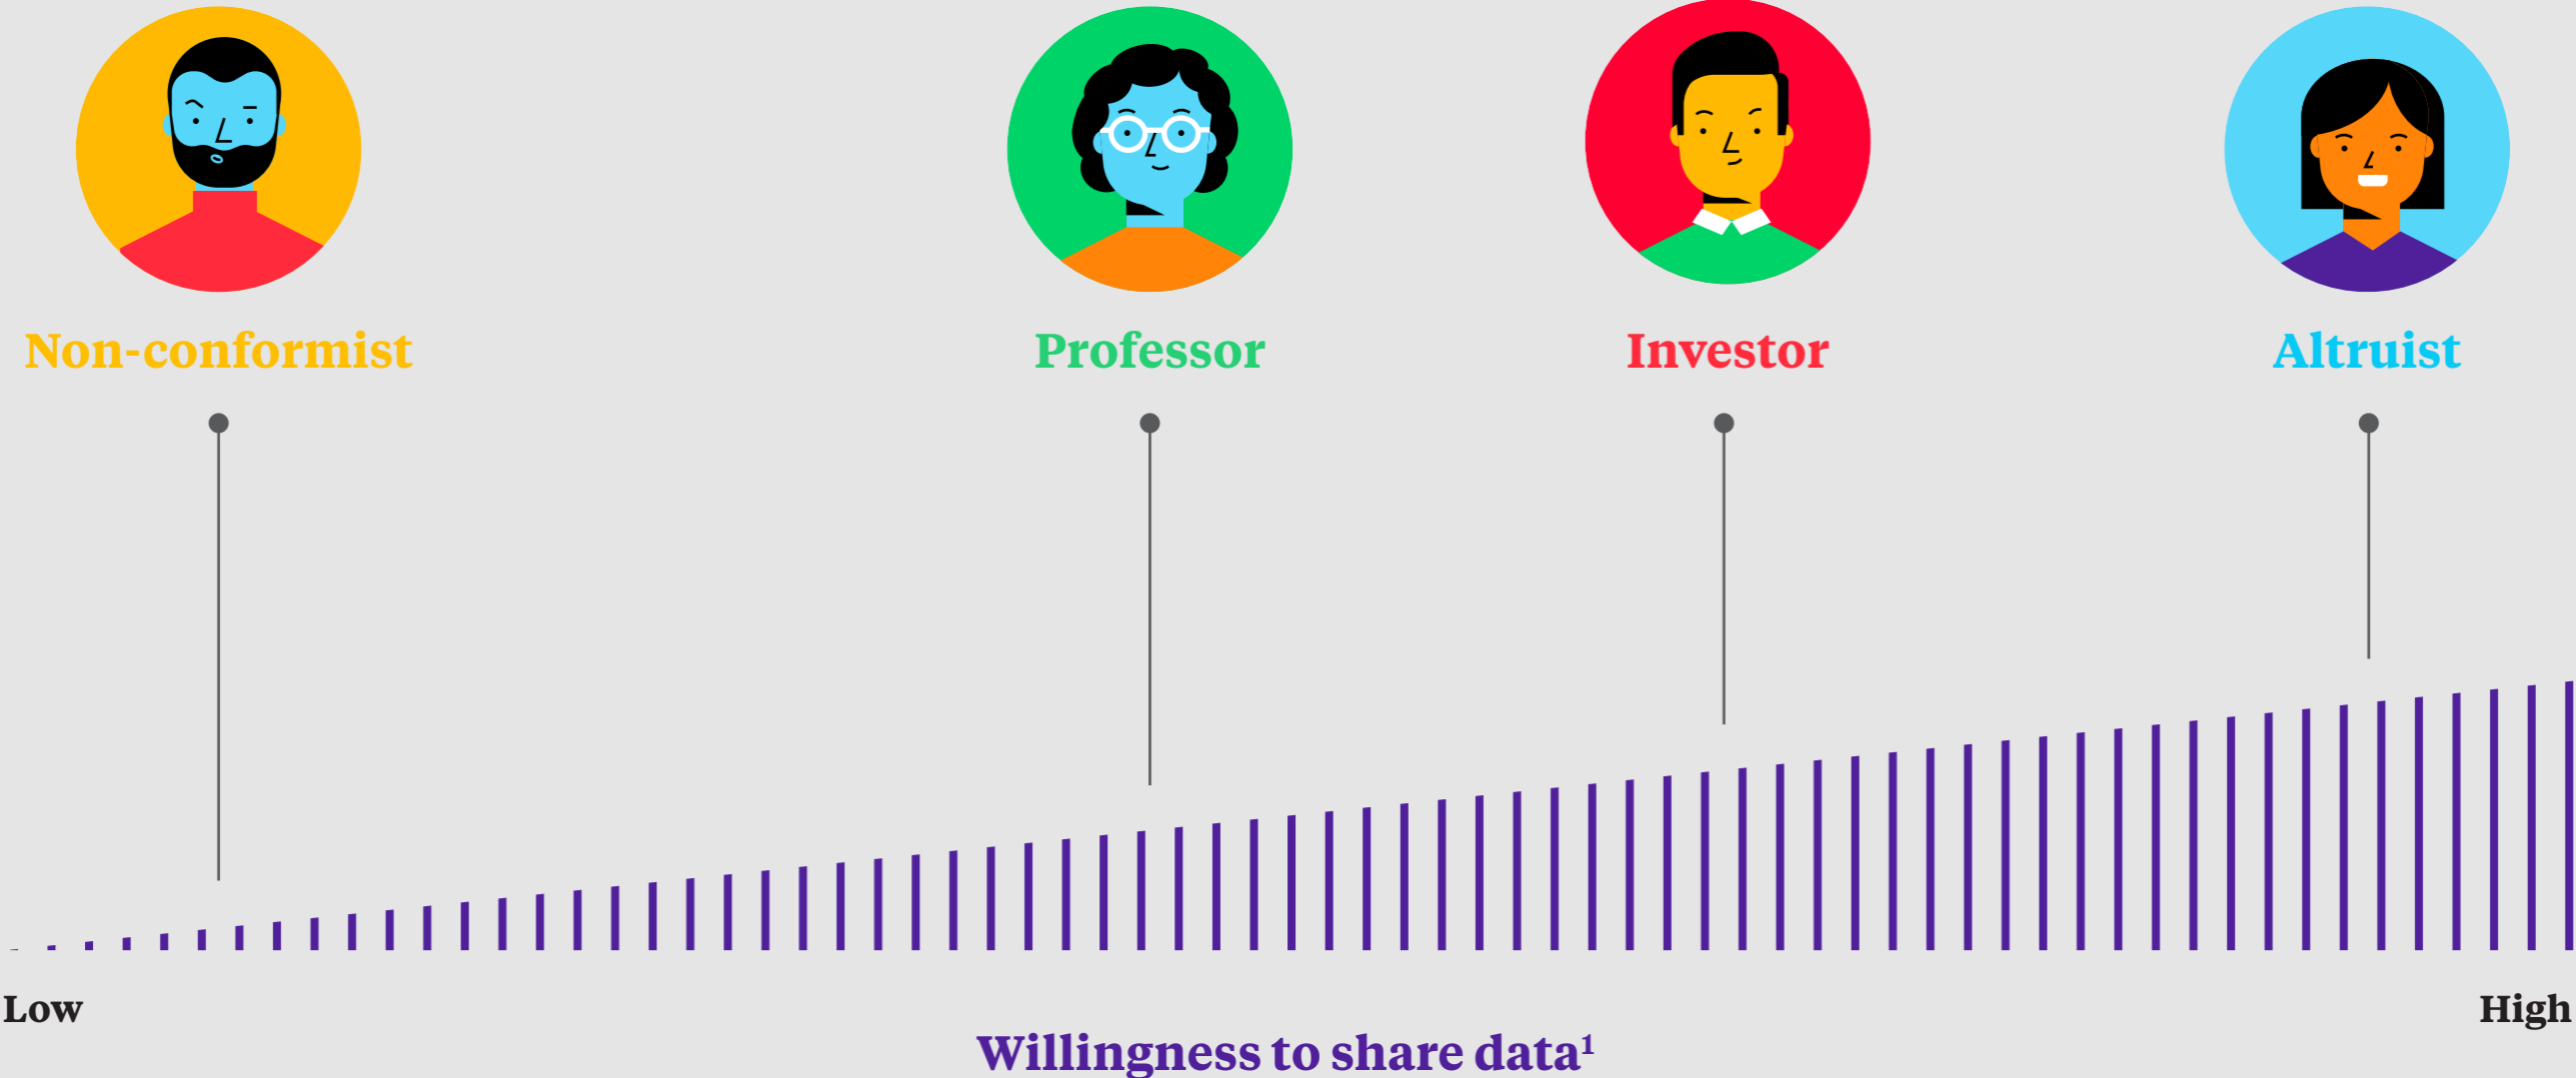 Non-conformist
Professor
Investor
Altruist
Low
High
Willingness to share data¹